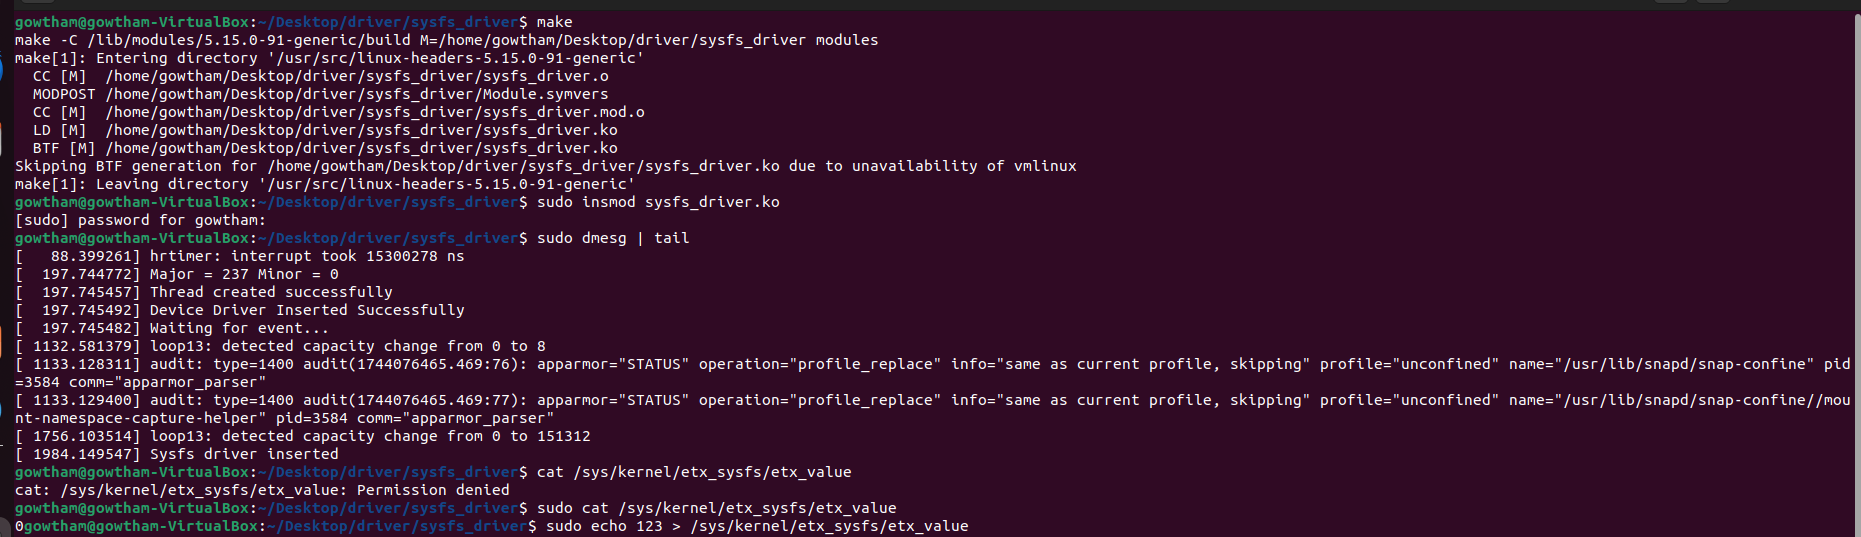 gowtham@gowtham-VirtualBox:~/Desktop/driver/sysfs_driver$ make
make -C /lib/modules/5.15.0-91-generic/build M=/home/gowtham/Desktop/driver/sysfs_driver modules
make[1]: Entering directory '/usr/src/linux-headers-5.15.0-91-generic'
  CC [M]  /home/gowtham/Desktop/driver/sysfs_driver/sysfs_driver.o
  MODPOST /home/gowtham/Desktop/driver/sysfs_driver/Module.symvers
  CC [M]  /home/gowtham/Desktop/driver/sysfs_driver/sysfs_driver.mod.o
  LD [M]  /home/gowtham/Desktop/driver/sysfs_driver/sysfs_driver.ko
  BTF [M] /home/gowtham/Desktop/driver/sysfs_driver/sysfs_driver.ko
Skipping BTF generation for /home/gowtham/Desktop/driver/sysfs_driver/sysfs_driver.ko due to unavailability of vmlinux
make[1]: Leaving directory '/usr/src/linux-headers-5.15.0-91-generic'
gowtham@gowtham-VirtualBox:~/Desktop/driver/sysfs_driver$ sudo insmod sysfs_driver.ko
[sudo] password for gowtham:
gowtham@gowtham-VirtualBox:~/Desktop/driver/sysfs_driver$ sudo dmesg | tail
[   88.399261] hrtimer: interrupt took 15300278 ns
[  197.744772] Major = 237 Minor = 0
[  197.745457] Thread created successfully
[  197.745492] Device Driver Inserted Successfully
[  197.745482] Waiting for event...
[ 1132.581379] loop13: detected capacity change from 0 to 8
[ 1133.128311] audit: type=1400 audit(1744076465.469:76): apparmor="STATUS" operation="profile_replace" info="same as current profile, skipping" profile="unconfined" name="/usr/lib/snapd/snap-confine" pid
=3584 comm="apparmor_parser"
[ 1133.129400] audit: type=1400 audit(1744076465.469:77): apparmor="STATUS" operation="profile_replace" info="same as current profile, skipping" profile="unconfined" name="/usr/lib/snapd/snap-confine//mou
nt-namespace-capture-helper" pid=3584 comm="apparmor_parser"
[ 1756.103514] loop13: detected capacity change from 0 to 151312
[ 1984.149547] Sysfs driver inserted
gowtham@gowtham-VirtualBox:~/Desktop/driver/sysfs_driver$ cat /sys/kernel/etx_sysfs/etx_value
cat: /sys/kernel/etx_sysfs/etx_value: Permission denied
gowtham@gowtham-VirtualBox:~/Desktop/driver/sysfs_driver$ sudo cat /sys/kernel/etx_sysfs/etx_value
0gowtham@gowtham-VirtualBox:~/Desktop/driver/sysfs_driver$ sudo echo 123 > /sys/kernel/etx_sysfs/etx_value